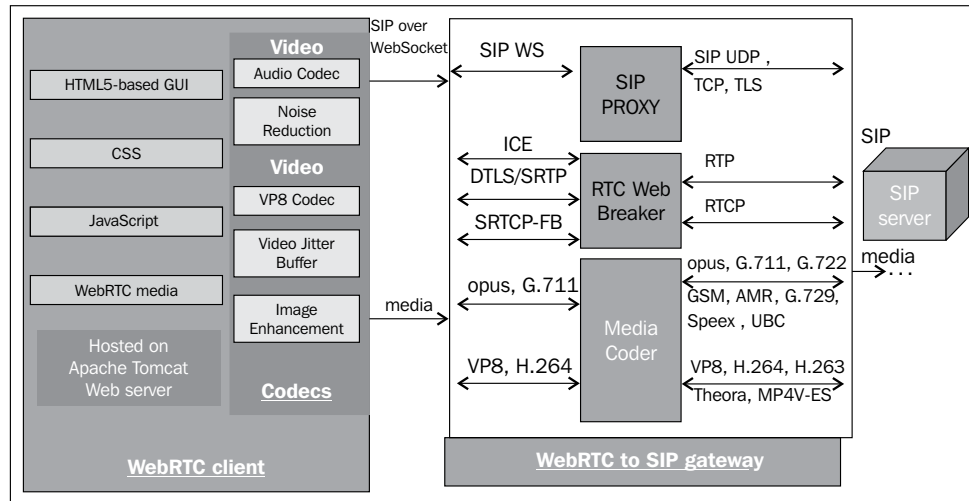 SIP over
WebSocket
Video
Audio Codec
Noise
Reduction
Video
VP8 Codec
Video Jitter
Buffer
Image
Enhancement
Codecs
HTML5-based GUI
CSS
JavaScript
WebRTC media
Hosted on
Apache Tomcat
Web server
WebRTC client
media
SIP WS
SIP
PROXY
SIP UDP ,
TCP, TLS
ICE
DTLS/SRTP
SRTCP-FB
RTC Web
Breaker
RTP
RTCP
opus, G.711
VP8, H.264
Media
Coder
opus, G.711, G.722
GSM, AMR, G.729,
Speex , UBC
VP8, H.264, H.263
Theora, MP4V-ES
WebRTC to SIP gateway
SIP
SIP
server
media
...